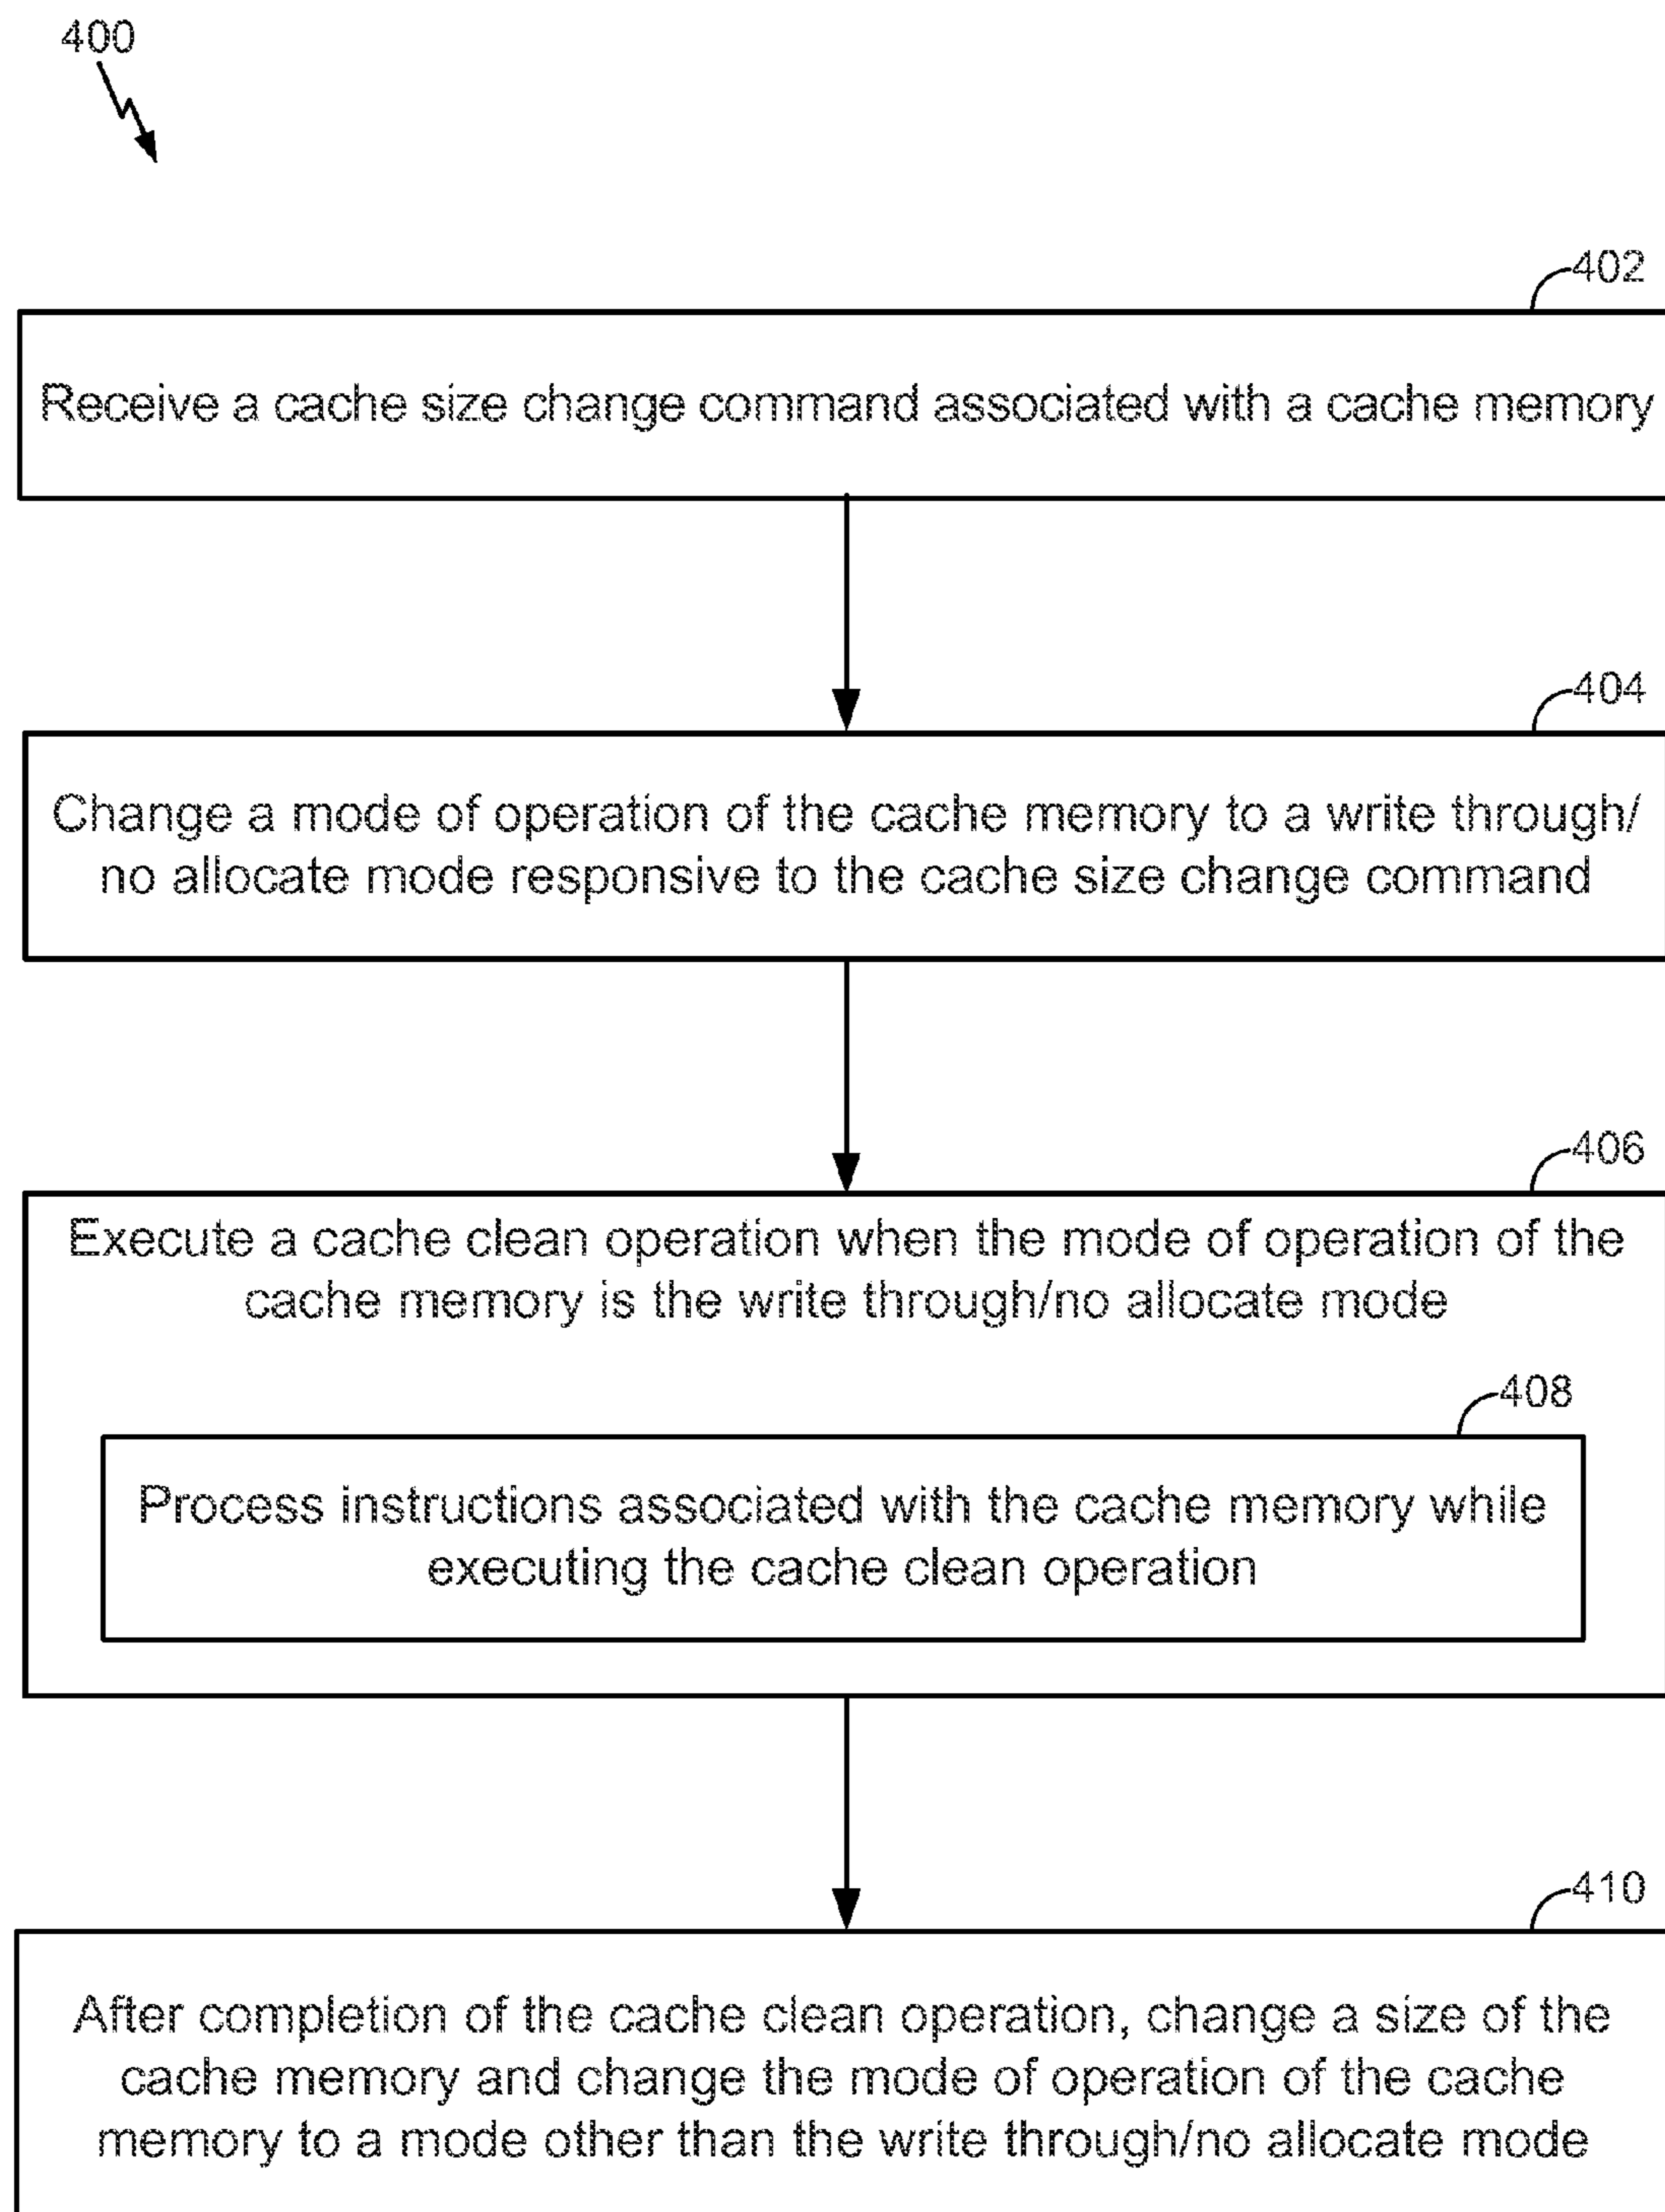 400
402
Receive a cache size change command associated with a cache memory
404
Change a mode of operation of the cache memory to a write through/
no allocate mode responsive to the cache size change command
406
Execute a cache clean operation when the mode of operation of the
cache memory is the write through/no allocate mode
408
Process instructions associated with the cache memory while
executing the cache clean operation
410
After completion of the cache clean operation, change a size of the
cache memory and change the mode of operation of the cache
memory to a mode other than the write through/no allocate mode